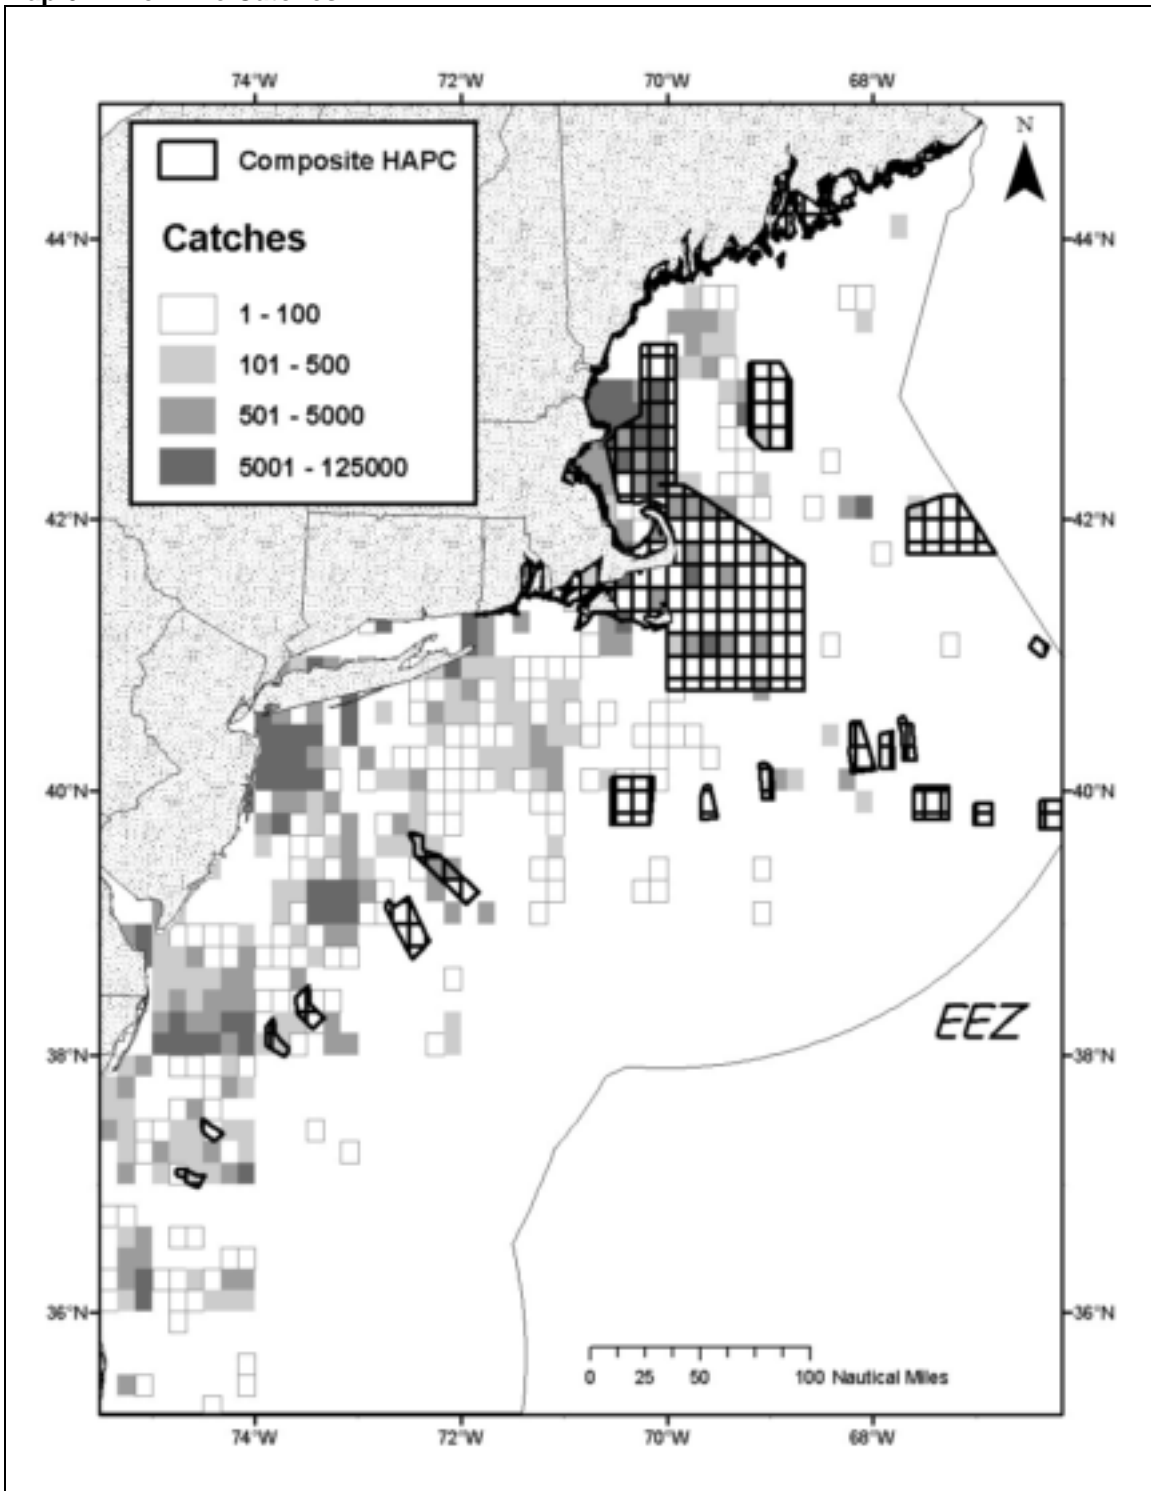 74°W 72°W 70°W 68°W
N
Composite HAPC
Catches
1 - 100
101 - 500
501 - 5000
5001 - 125000
44°N 44°N
42°N 42°N
40°N 40°N
EEZ
38°N 38°N
36°N 36°N
0 25 50 100 Nautical Miles
74°W 72°W 70°W 68°W